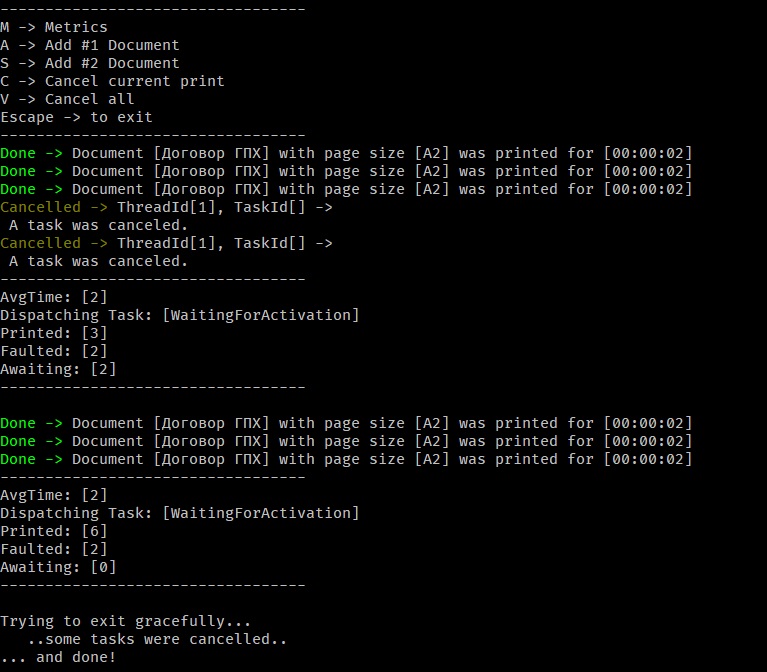 ----------------------------------
M -> Metrics
A -> Add #1 Document
S -> Add #2 Document
C -> Cancel current print
V -> Cancel all
Escape -> to exit
----------------------------------
Done -> Document [Договор ГПХ] with page size [A2] was printed for [00:00:02]
Done -> Document [Договор ГПХ] with page size [A2] was printed for [00:00:02]
Done -> Document [Договор ГПХ] with page size [A2] was printed for [00:00:02]
Cancelled -> ThreadId[1], TaskId[] ->
 A task was canceled.
Cancelled -> ThreadId[1], TaskId[] ->
 A task was canceled.
----------------------------------
AvgTime: [2]
Dispatching Task: [WaitingForActivation]
Printed: [3]
Faulted: [2]
Awaiting: [2]
----------------------------------
Done -> Document [Договор ГПХ] with page size [A2] was printed for [00:00:02]
Done -> Document [Договор ГПХ] with page size [A2] was printed for [00:00:02]
Done -> Document [Договор ГПХ] with page size [A2] was printed for [00:00:02]
----------------------------------
AvgTime: [2]
Dispatching Task: [WaitingForActivation]
Printed: [6]
Faulted: [2]
Awaiting: [0]
----------------------------------
Trying to exit gracefully...
   ..some tasks were cancelled..
... and done!